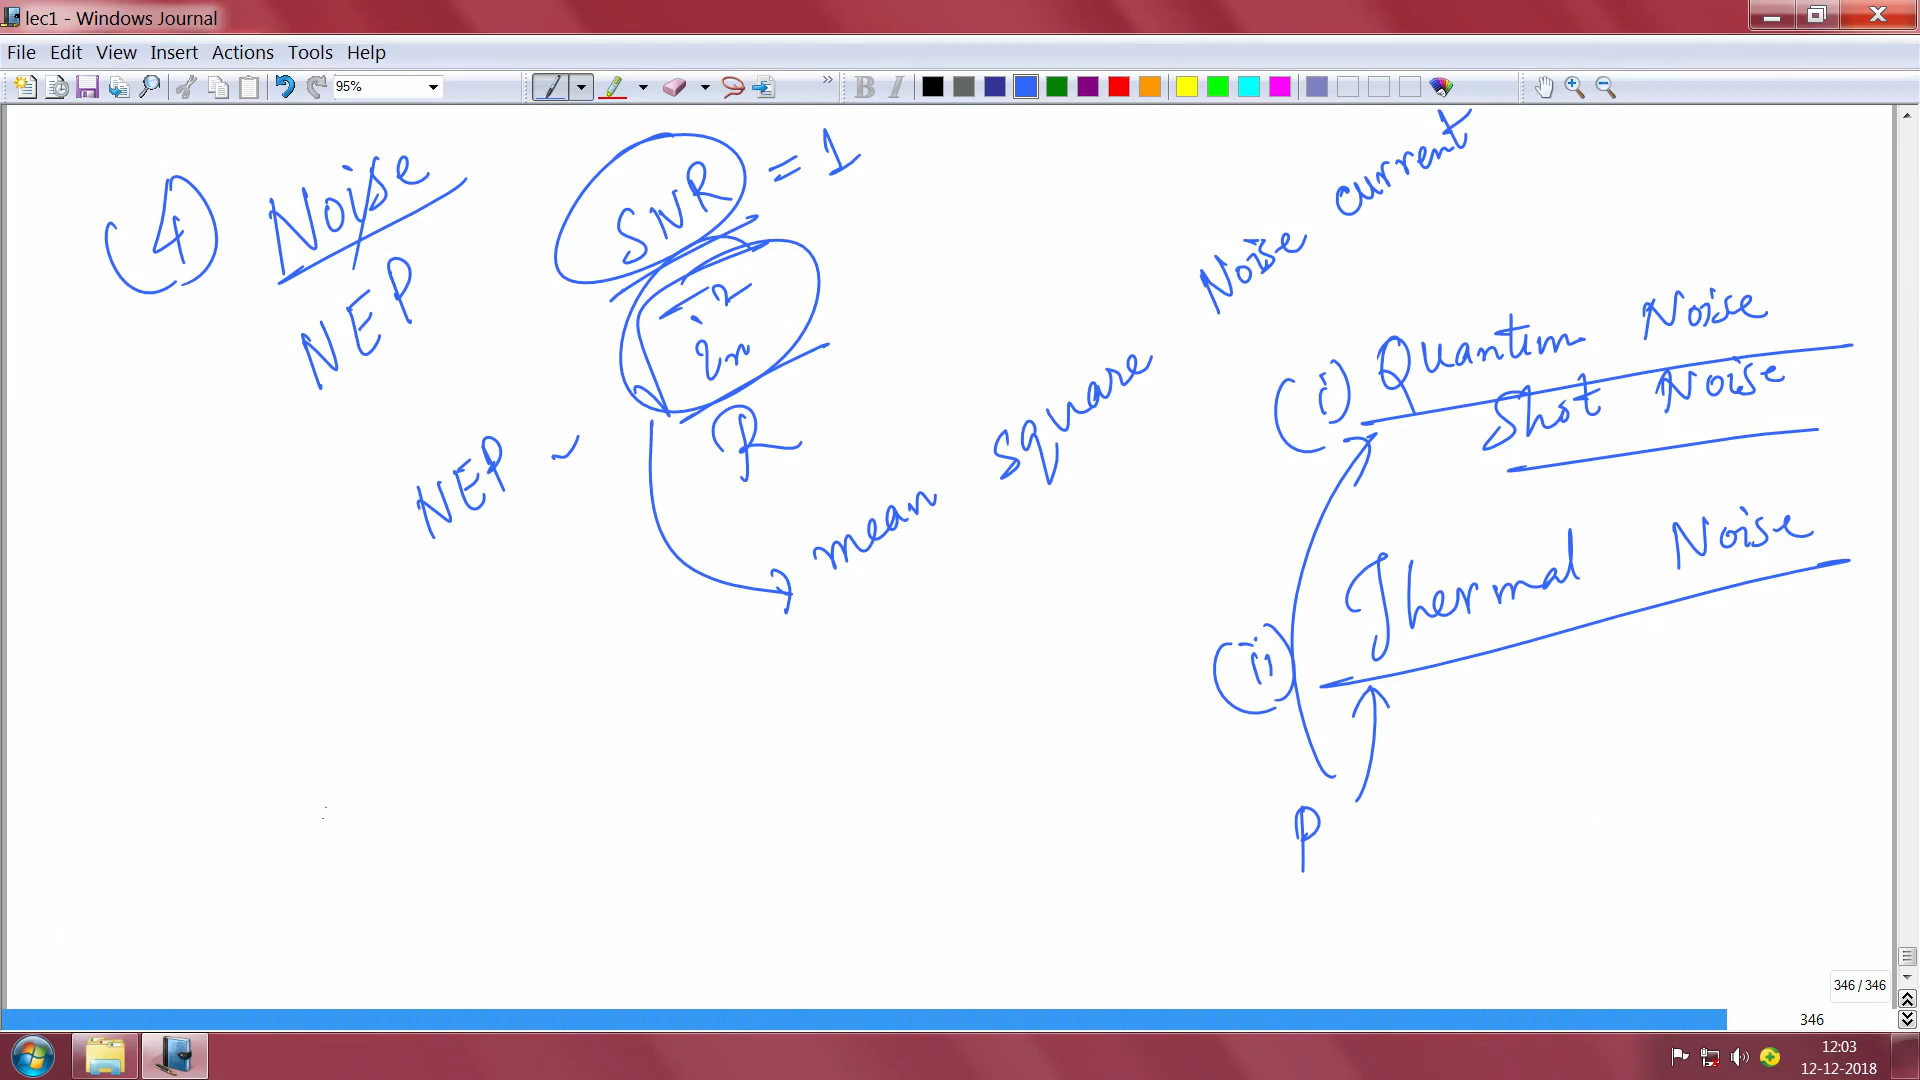 lec1 - Windows Journal
File Edit View Insert Actions Tools Help
95%
B I
4 Noise
SNR = 1
NEP
NEP ~
R
mean square Noise current
(i) Quantum Noise
Shot Noise
(ii) Thermal Noise
P
346 / 346
346
12:03
12-12-2018